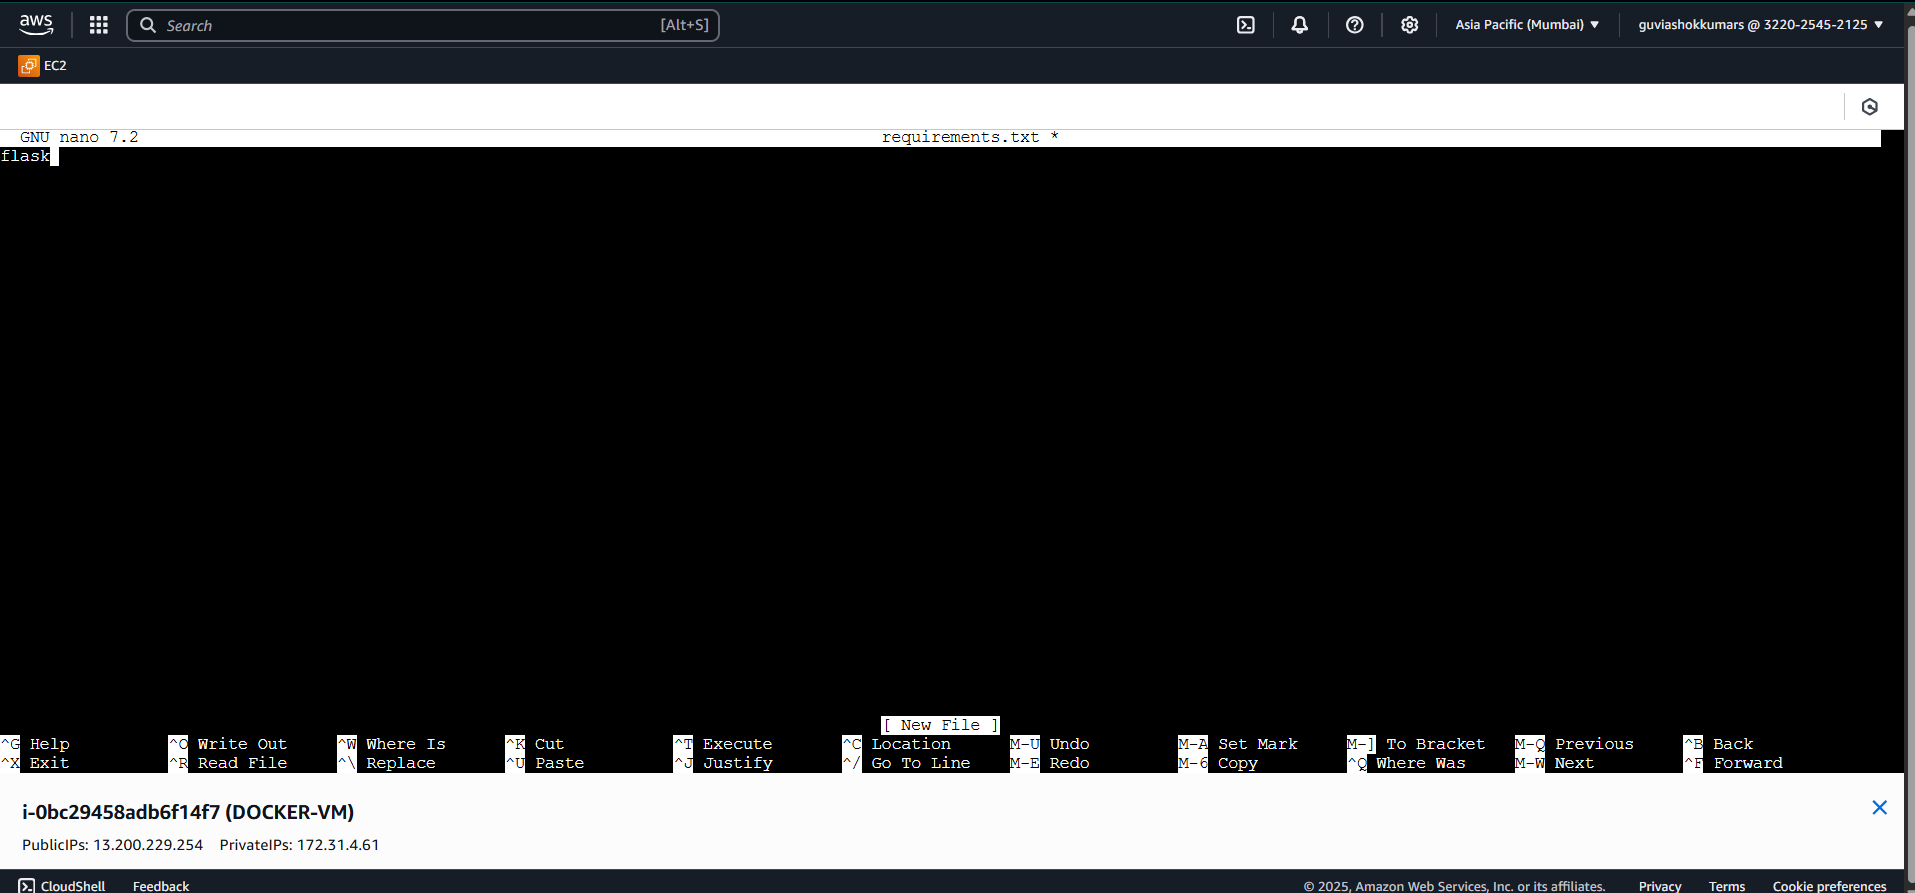 aws Search [Alt+S] Asia Pacific (Mumbai) guviashokkumars @ 3220-2545-2125
EC2
GNU nano 7.2 requirements.txt *
flask
[ New File ]
^G Help ^O Write Out ^W Where Is ^K Cut ^T Execute ^C Location M-U Undo M-A Set Mark M-] To Bracket M-Q Previous ^B Back
^X Exit ^R Read File ^\ Replace ^U Paste ^J Justify ^/ Go To Line M-E Redo M-6 Copy ^Q Where Was M-W Next ^F Forward
i-0bc29458adb6f14f7 (DOCKER-VM)
PublicIPs: 13.200.229.254 PrivateIPs: 172.31.4.61
CloudShell Feedback © 2025, Amazon Web Services, Inc. or its affiliates. Privacy Terms Cookie preferences